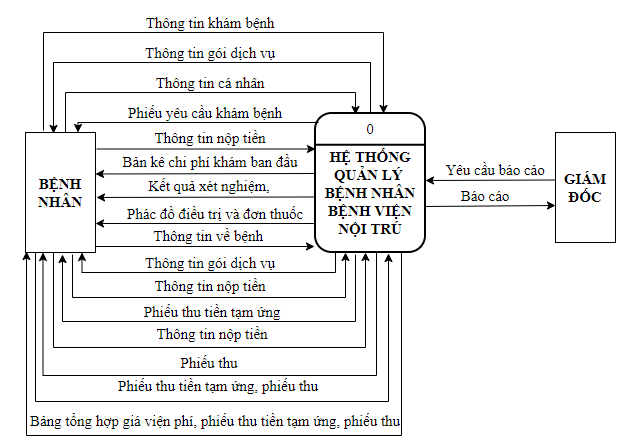 Thông tin khám bệnh
Thông tin gói dịch vụ
Thông tin cá nhân
Phiếu yêu cầu khám bệnh
Thông tin nộp tiền
Bản kê chi phí khám ban đầu
Kết quả xét nghiệm,
Phác đồ điều trị và đơn thuốc
Thông tin về bệnh
Thông tin gói dịch vụ
Thông tin nộp tiền
Phiếu thu tiền tạm ứng
Thông tin nộp tiền
Phiếu thu
Phiếu thu tiền tạm ứng, phiếu thu
Bảng tổng hợp giá viện phí, phiếu thu tiền tạm ứng, phiếu thu
BỆNH
NHÂN
0
HỆ THỐNG
QUẢN LÝ
BỆNH NHÂN
BỆNH VIỆN
NỘI TRÚ
Yêu cầu báo cáo
Báo cáo
GIÁM
ĐỐC